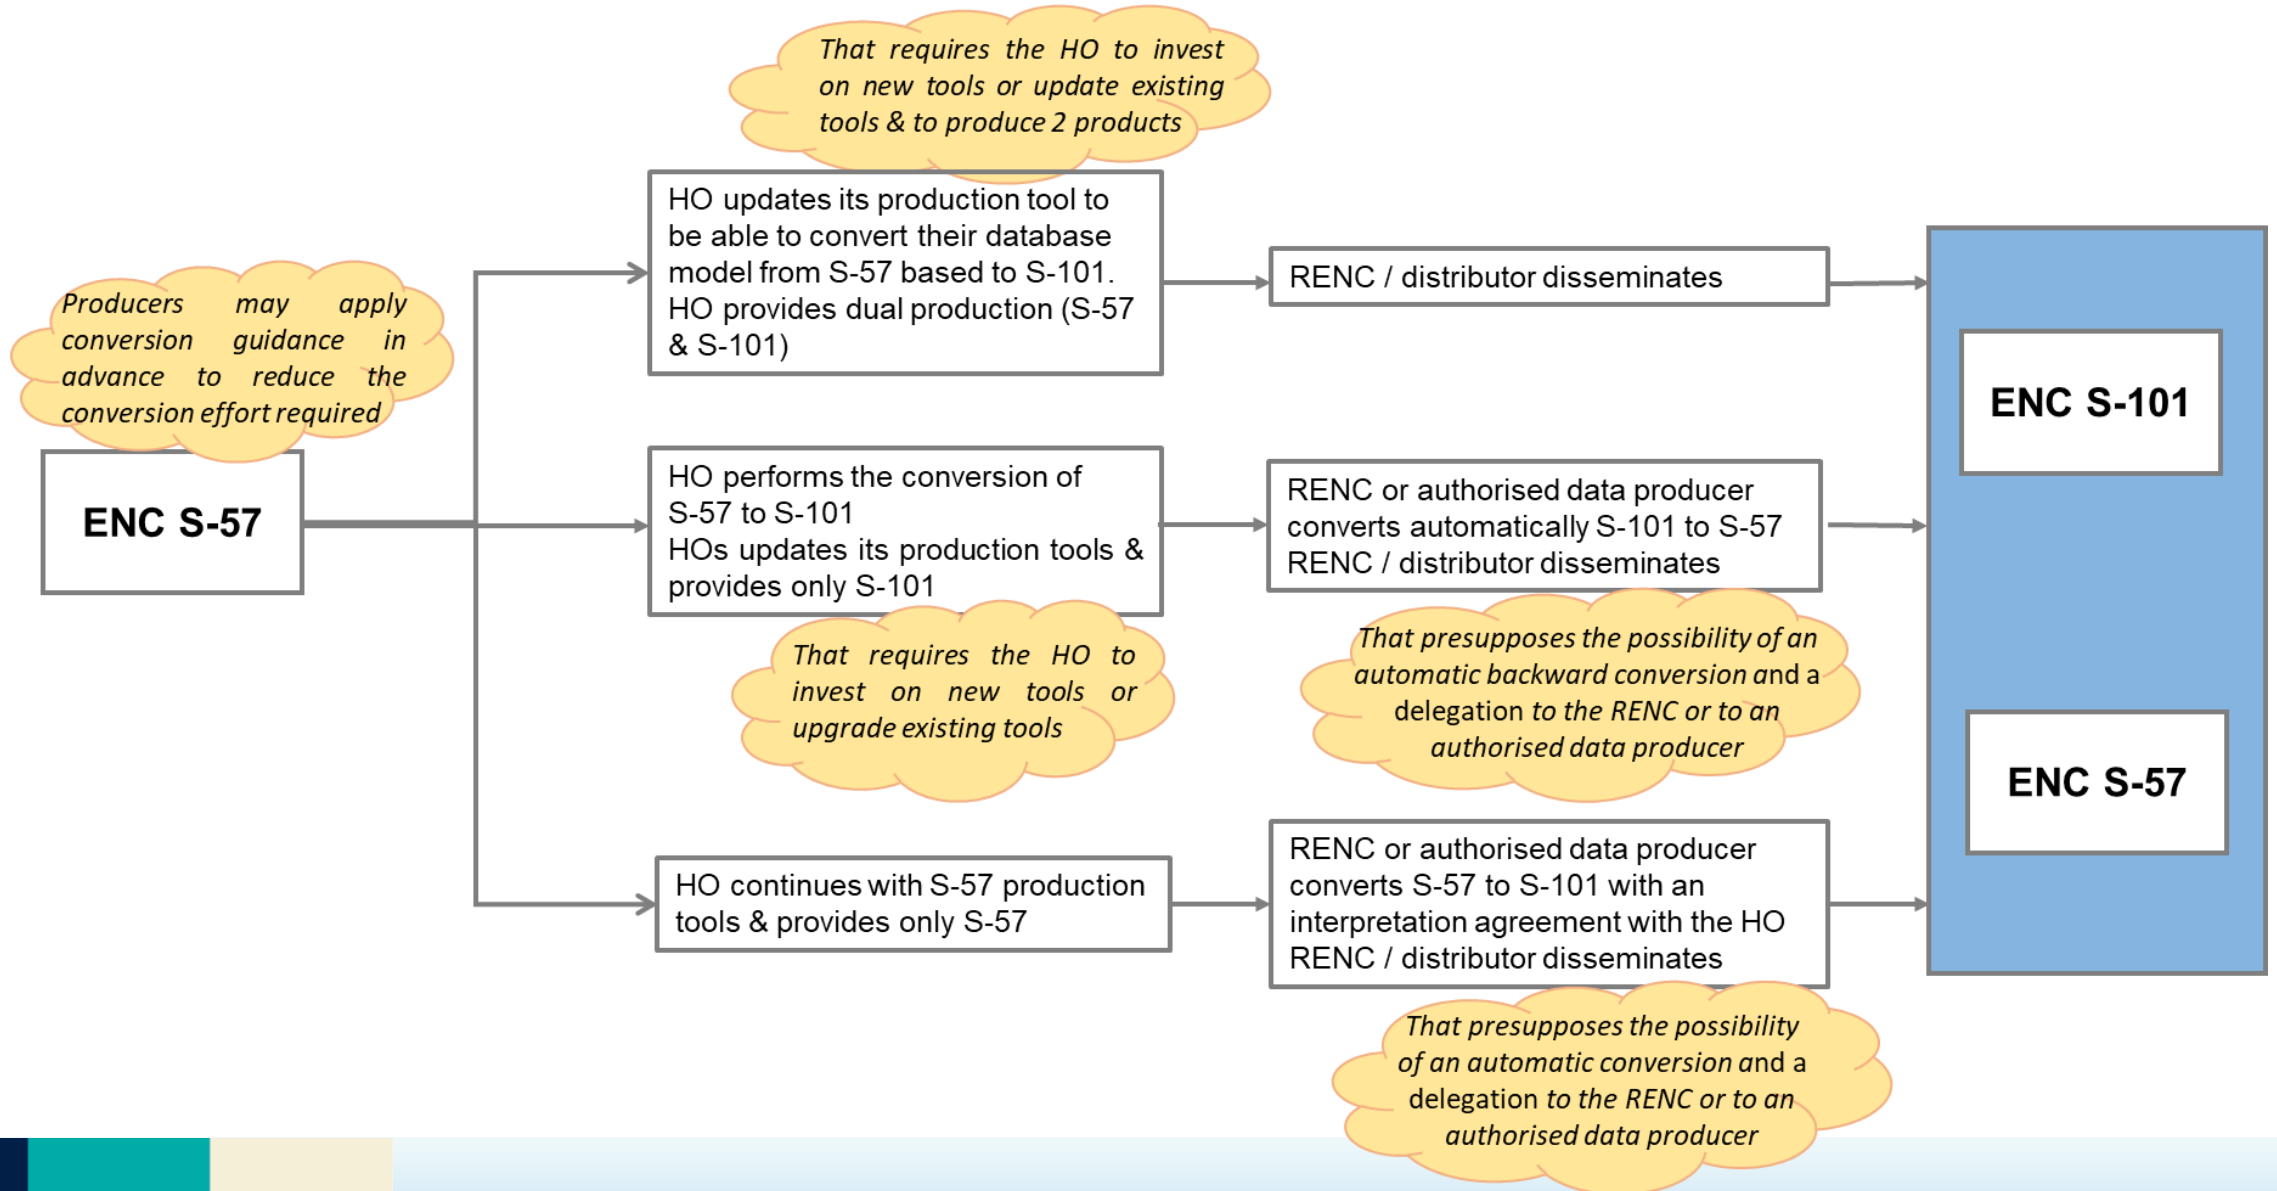 That requires the HO to invest
on new tools or update existing
tools & to produce 2 products
HO updates its production tool to
be able to convert their database
model from S-57 based to S-101.
HO provides dual production (S-57
& S-101)
RENC / distributor disseminates
Producers may apply
conversion guidance in
advance to reduce the
conversion effort required
ENC S-57
HO performs the conversion of
S-57 to S-101
HOs updates its production tools &
provides only S-101
RENC or authorised data producer
converts automatically S-101 to S-57
RENC / distributor disseminates
That requires the HO to
invest on new tools or
upgrade existing tools
That presupposes the possibility of an
automatic backward conversion and a
delegation to the RENC or to an
authorised data producer
HO continues with S-57 production
tools & provides only S-57
RENC or authorised data producer
converts S-57 to S-101 with an
interpretation agreement with the HO
RENC / distributor disseminates
That presupposes the possibility
of an automatic conversion and a
delegation to the RENC or to an
authorised data producer
ENC S-101
ENC S-57